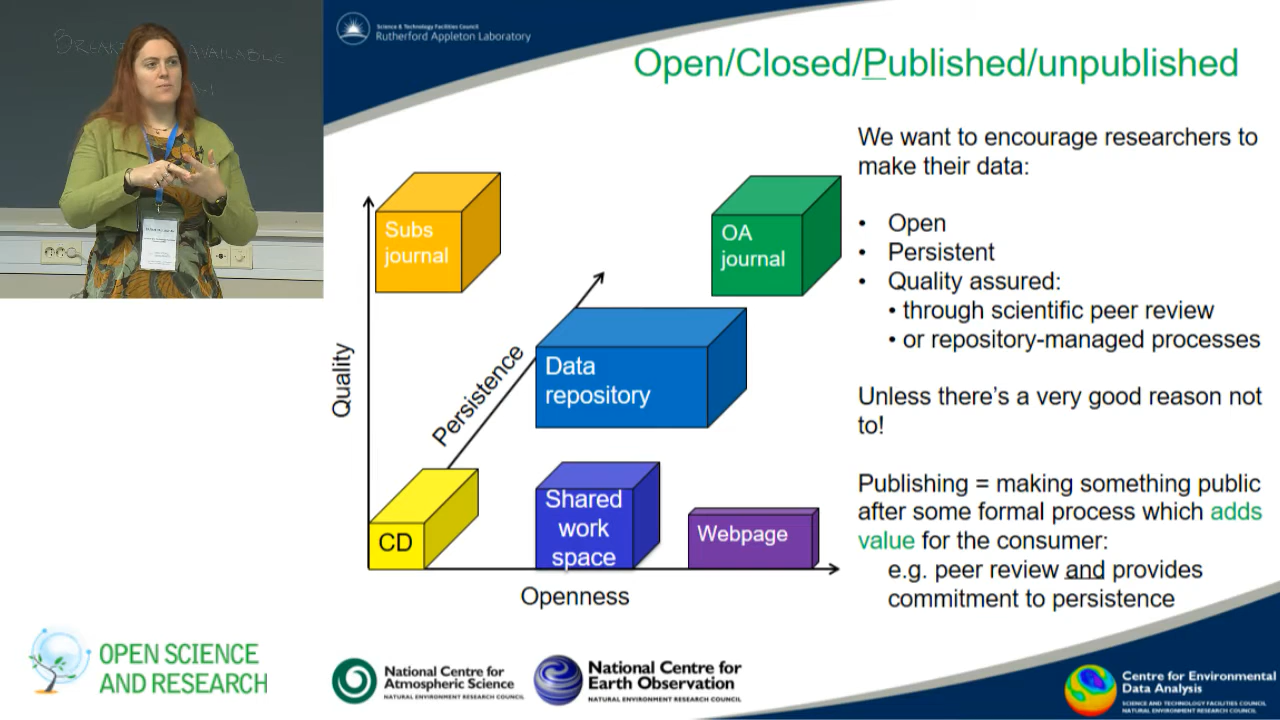 BREAK
AVAILABLE
Science & Technology Facilities Council
Rutherford Appleton Laboratory
Open/Closed/Published/unpublished
We want to encourage researchers to
make their data:
• Open
• Persistent
• Quality assured:
• through scientific peer review
• or repository-managed processes
Unless there's a very good reason not
to!
Publishing = making something public
after some formal process which adds
value for the consumer:
e.g. peer review and provides
commitment to persistence
Subs
journal
OA
journal
Quality
Persistence
Data
repository
CD
Shared
work
space
Webpage
Openness
OPEN SCIENCE
AND RESEARCH
National Centre for
Atmospheric Science
NATURAL ENVIRONMENT RESEARCH COUNCIL
National Centre for
Earth Observation
NATURAL ENVIRONMENT RESEARCH COUNCIL
Centre for Environmental
Data Analysis
SCIENCE AND TECHNOLOGY FACILITIES COUNCIL
NATURAL ENVIRONMENT RESEARCH COUNCIL